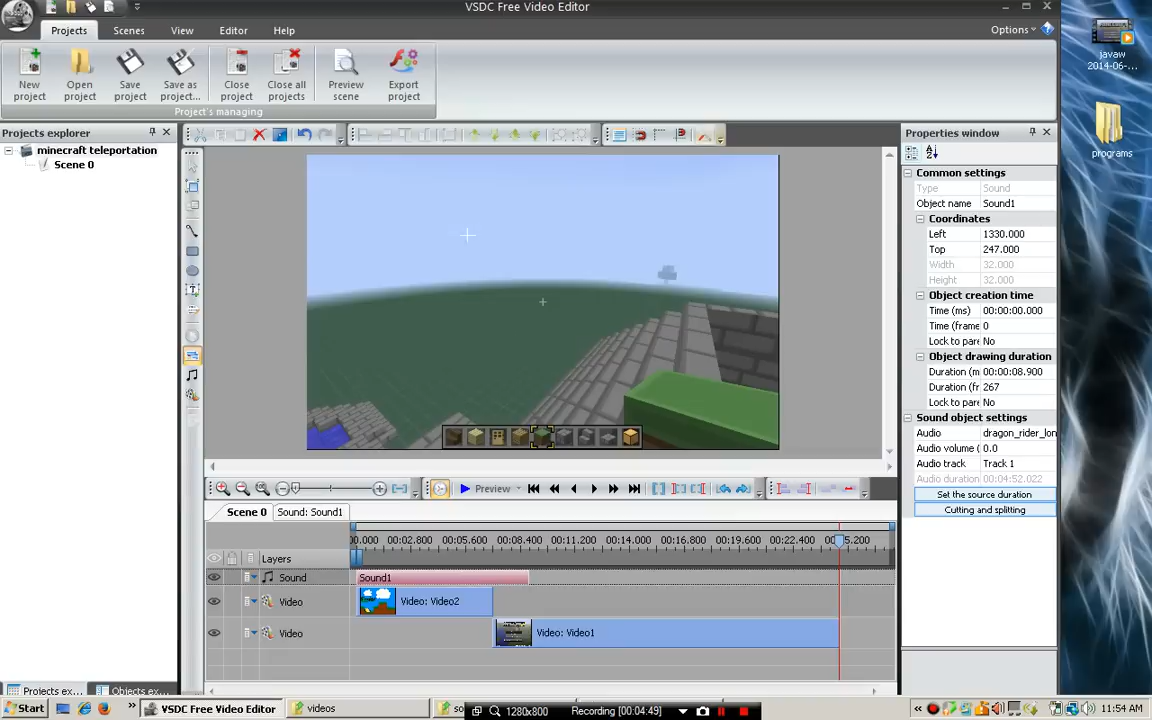 VSDC Free Video Editor
Projects
Scenes
View
Editor
Help
Options
New project
Open project
Save project
Save as project...
Close project
Close all projects
Preview scene
Export project
Project's managing
Projects explorer
minecraft teleportation
Scene 0
Properties window
Common settings
Type Sound
Object name Sound1
Coordinates
Left 1330.000
Top 247.000
Width 32.000
Height 32.000
Object creation time
Time (ms) 00:00:00.000
Time (frame 0
Lock to pare No
Object drawing duration
Duration (m 00:00:08.900
Duration (fr 267
Lock to pare No
Sound object settings
Audio dragon_rider_lon
Audio volume ( 0.0
Audio track Track 1
Audio duration 00:04:52.022
Set the source duration
Cutting and splitting
Preview
Scene 0
Sound: Sound1
0.000 00:02.800 00:05.600 00:08.400 00:11.200 00:14.000 00:16.800 00:19.600 00:22.400 5.200
Layers
Sound
Sound1
Video
Video: Video2
Video
Video: Video1
Projects ex...
Objects ex...
javaw
2014-06-...
programs
Start
VSDC Free Video Editor
videos
so
1280x800
Recording [00:04:49]
11:54 AM